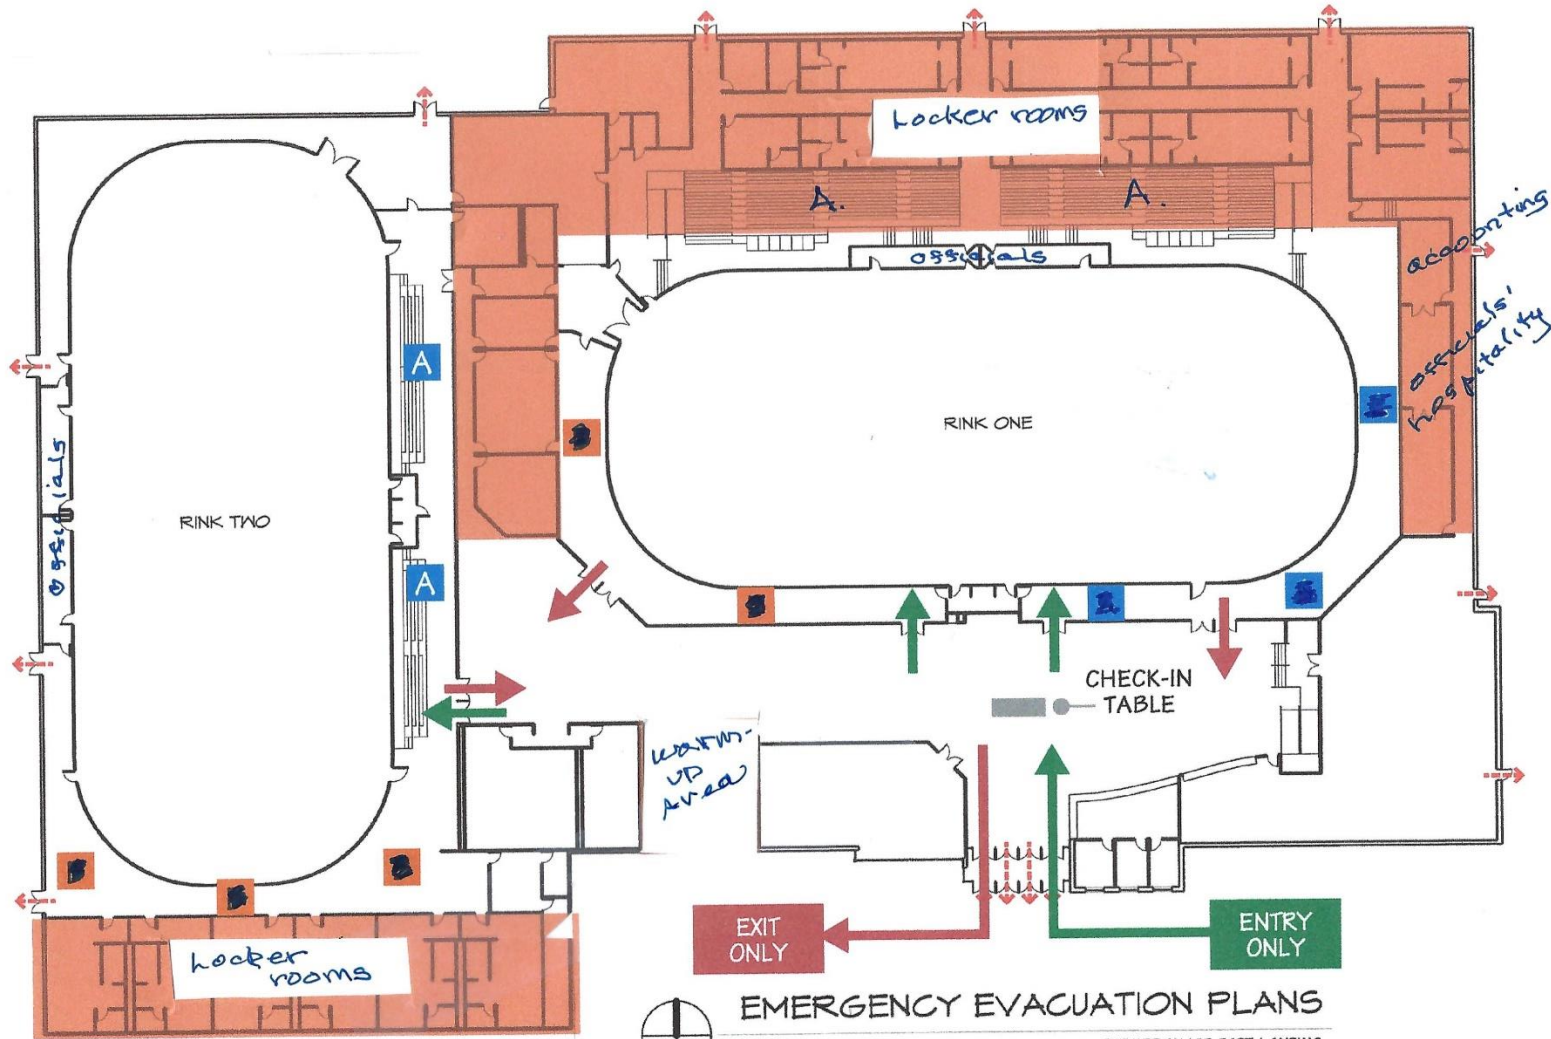 Locker rooms
A.
A.
accounting
officials
officials'
hospitality
A
RINK ONE
officials
RINK TWO
A
CHECK-IN
TABLE
warm-
up
Area
EXIT
ONLY
ENTRY
ONLY
Locker
rooms
EMERGENCY EVACUATION PLANS